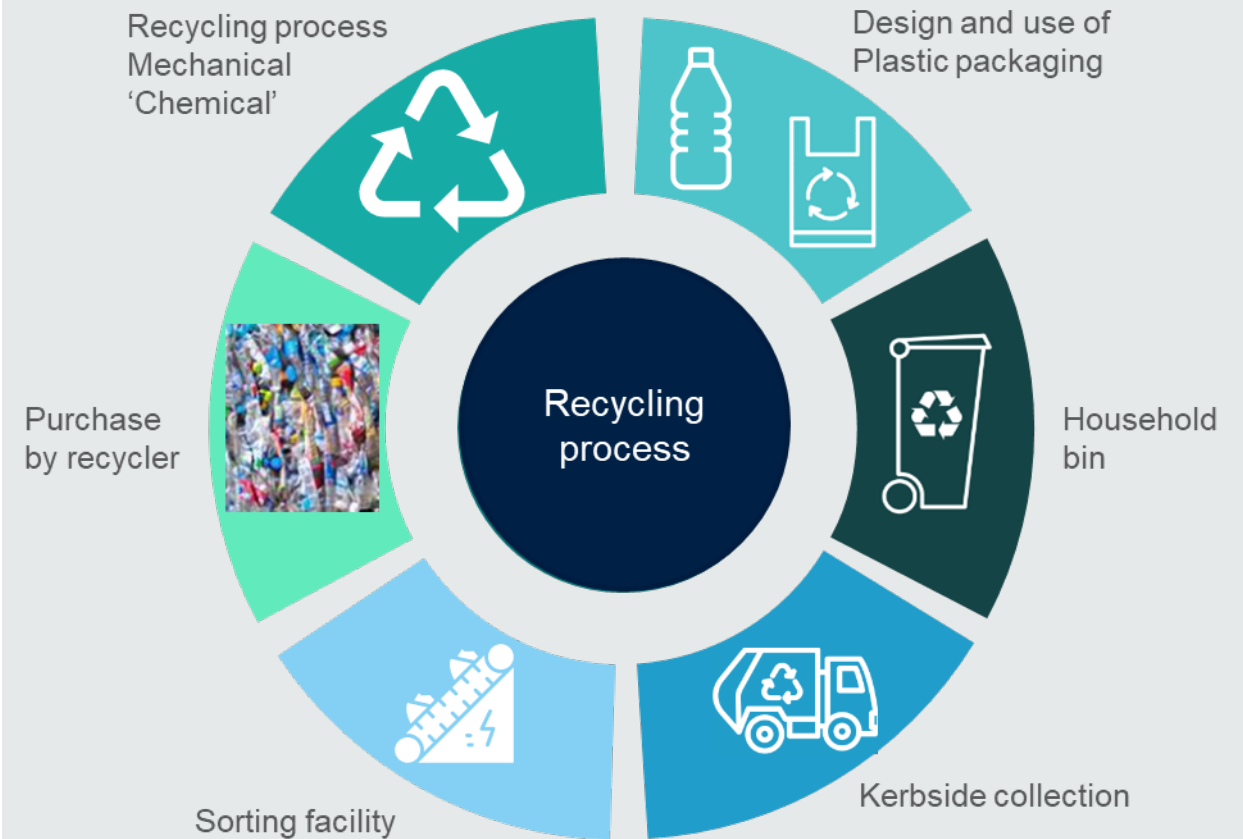 Recycling process
Mechanical
‘Chemical’
Design and use of
Plastic packaging
Purchase
by recycler
Recycling
process
Household
bin
Sorting facility
Kerbside collection